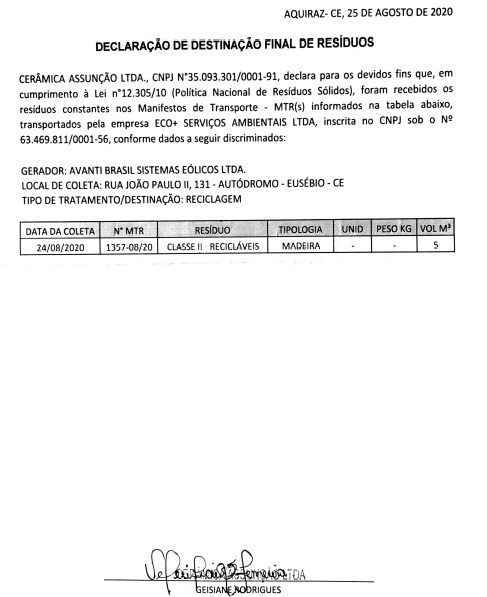 AQUIRAZ- CE, 25 DE AGOSTO DE 2020
DECLARAÇÃO DE DESTINAÇÃO FINAL DE RESÍDUOS
CERÂMICA ASSUNÇÃO LTDA., CNPJ N°35.093.301/0001-91, declara para os devidos fins que, em
cumprimento à Lei n°12.305/10 (Política Nacional de Resíduos Sólidos), foram recebidos os
resíduos constantes nos Manifestos de Transporte - MTR(s) informados na tabela abaixo,
transportados pela empresa ECO+ SERVIÇOS AMBIENTAIS LTDA, inscrita no CNPJ sob o Nº
63.469.811/0001-56, conforme dados a seguir discriminados:
GERADOR: AVANTI BRASIL SISTEMAS EÓLICOS LTDA.
LOCAL DE COLETA: RUA JOÃO PAULO II, 131 - AUTÓDROMO - EUSÉBIO - CE
TIPO DE TRATAMENTO/DESTINAÇÃO: RECICLAGEM
DATA DA COLETA N° MTR RESÍDUO TIPOLOGIA UNID PESO KG VOL M³
24/08/2020 1357-08/20 CLASSE II - RECICLÁVEIS MADEIRA - - 5
LTDA
GEISIANE RODRIGUES